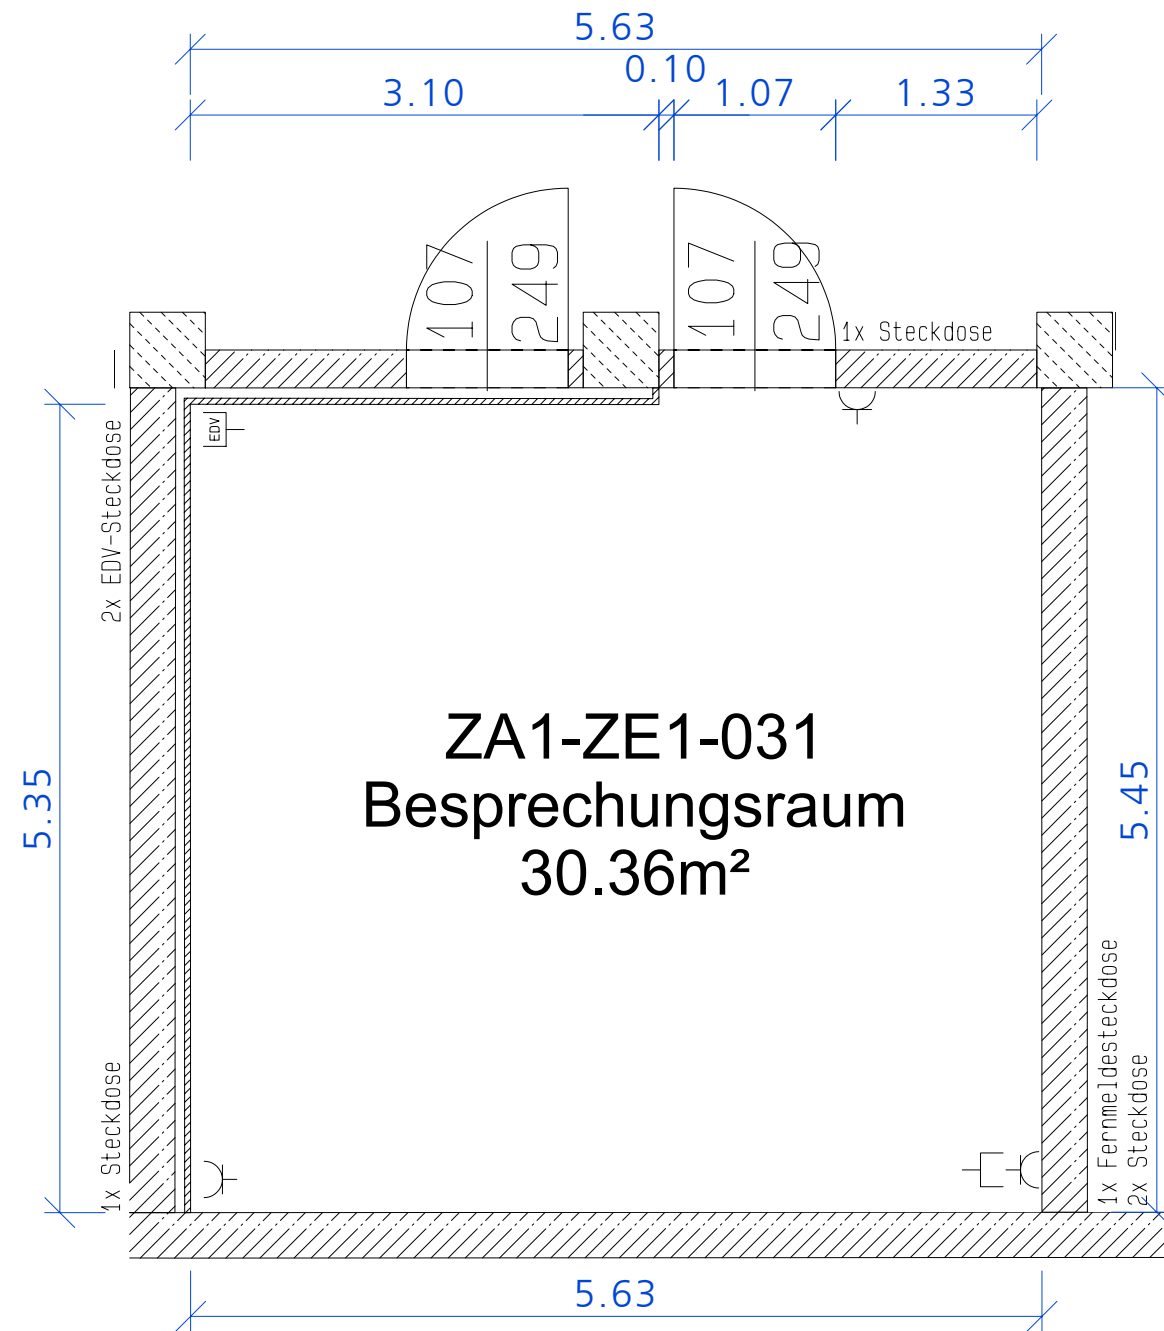 5.63
0.10
3.10
1.07
1.33
107
249
107
249
1x Steckdose
EDV
2x EDV-Steckdose
ZA1-ZE1-031
Besprechungsraum
30.36m²
5.35
5.45
1x Steckdose
1x Fernmeldesteckdose
2x Steckdose
5.63